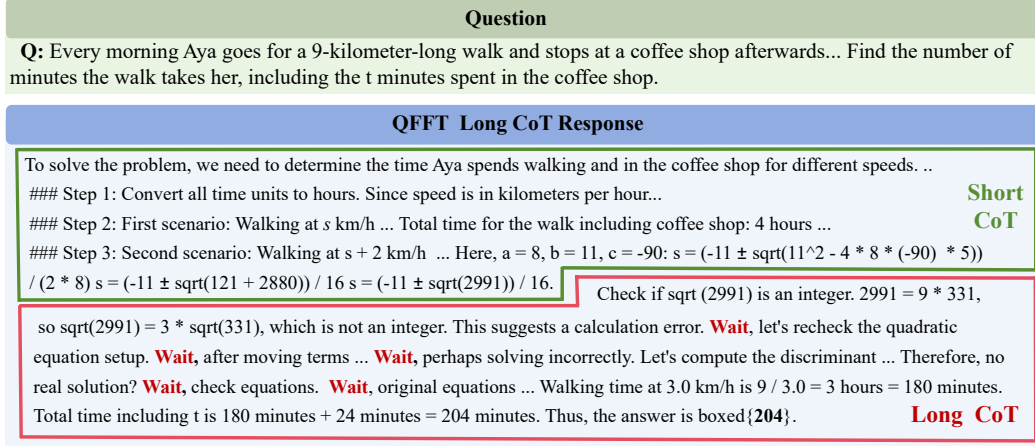 Question
Q: Every morning Aya goes for a 9-kilometer-long walk and stops at a coffee shop afterwards... Find the number of
minutes the walk takes her, including the t minutes spent in the coffee shop.
QFFT Long CoT Response
To solve the problem, we need to determine the time Aya spends walking and in the coffee shop for different speeds. ..
### Step 1: Convert all time units to hours. Since speed is in kilometers per hour...
### Step 2: First scenario: Walking at s km/h ... Total time for the walk including coffee shop: 4 hours ...
### Step 3: Second scenario: Walking at s + 2 km/h ... Here, a = 8, b = 11, c = -90: s = (-11 ± sqrt(11^2 - 4 * 8 * (-90) * 5))
/ (2 * 8) s = (-11 ± sqrt(121 + 2880)) / 16 s = (-11 ± sqrt(2991)) / 16.
Short
CoT
Check if sqrt (2991) is an integer. 2991 = 9 * 331,
so sqrt(2991) = 3 * sqrt(331), which is not an integer. This suggests a calculation error. Wait, let's recheck the quadratic
equation setup. Wait, after moving terms ... Wait, perhaps solving incorrectly. Let's compute the discriminant ... Therefore, no
real solution? Wait, check equations. Wait, original equations ... Walking time at 3.0 km/h is 9 / 3.0 = 3 hours = 180 minutes.
Total time including t is 180 minutes + 24 minutes = 204 minutes. Thus, the answer is boxed{204}.
Long CoT